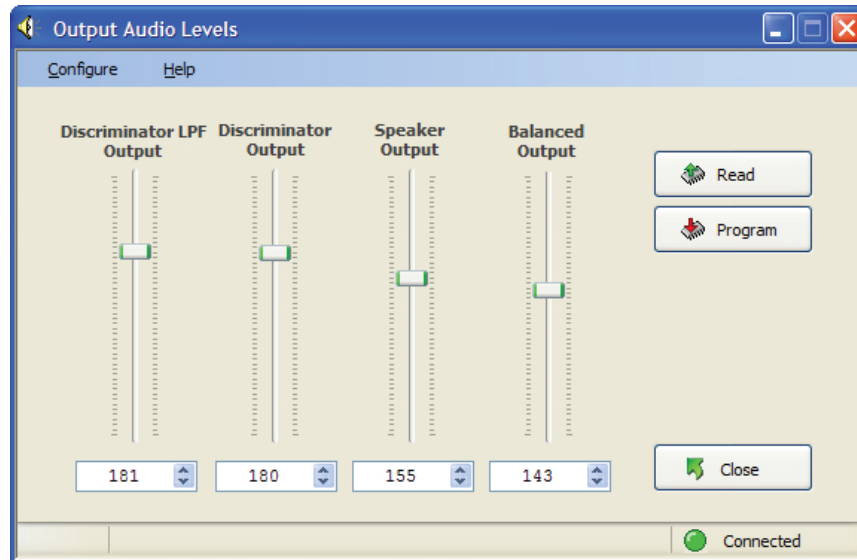 Output Audio Levels
Configure Help
Discriminator LPF Output
Discriminator Output
Speaker Output
Balanced Output
Read
Program
181
180
155
143
Close
Connected